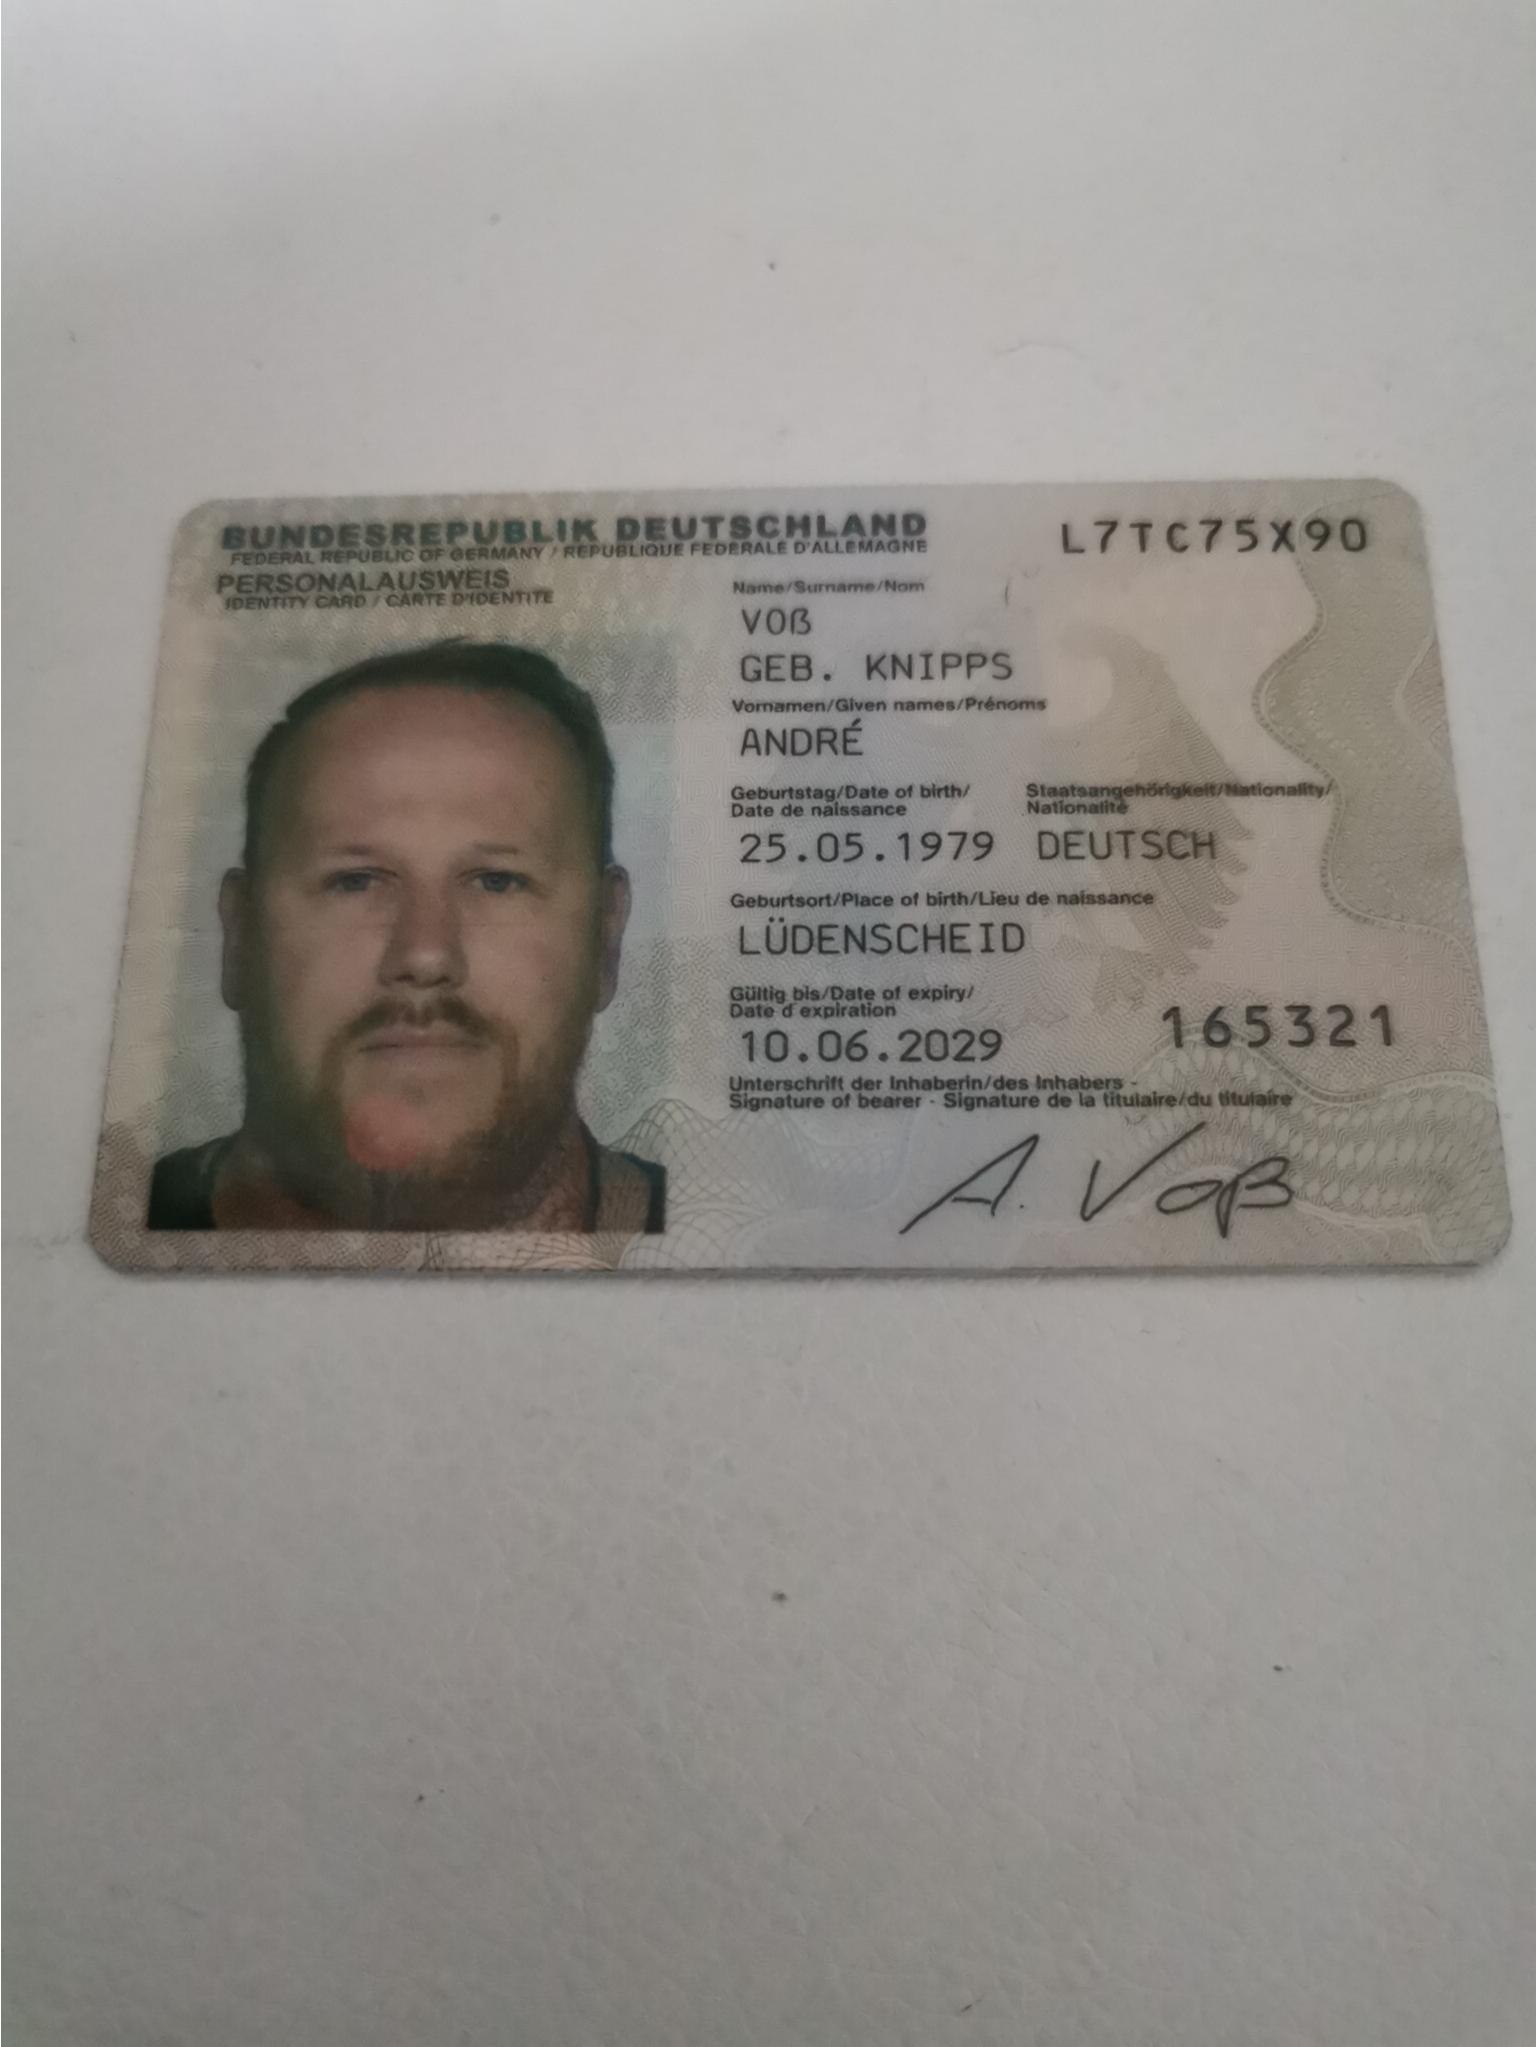 BUNDESREPUBLIK DEUTSCHLAND
FEDERAL REPUBLIC OF GERMANY / REPUBLIQUE FEDERALE D'ALLEMAGNE
PERSONALAUSWEIS
IDENTITY CARD / CARTE D'IDENTITE
L7TC75X90
Name/Surname/Nom
VOß
GEB. KNIPPS
Vornamen/Given names/Prénoms
ANDRÉ
Geburtstag/Date of birth/
Date de naissance
25.05.1979
Staatsangehörigkeit/Nationality/
Nationalité
DEUTSCH
Geburtsort/Place of birth/Lieu de naissance
LÜDENSCHEID
Gültig bis/Date of expiry/
Date d'expiration
10.06.2029
165321
Unterschrift der Inhaberin/des Inhabers -
Signature of bearer - Signature de la titulaire/du titulaire
A. Voß